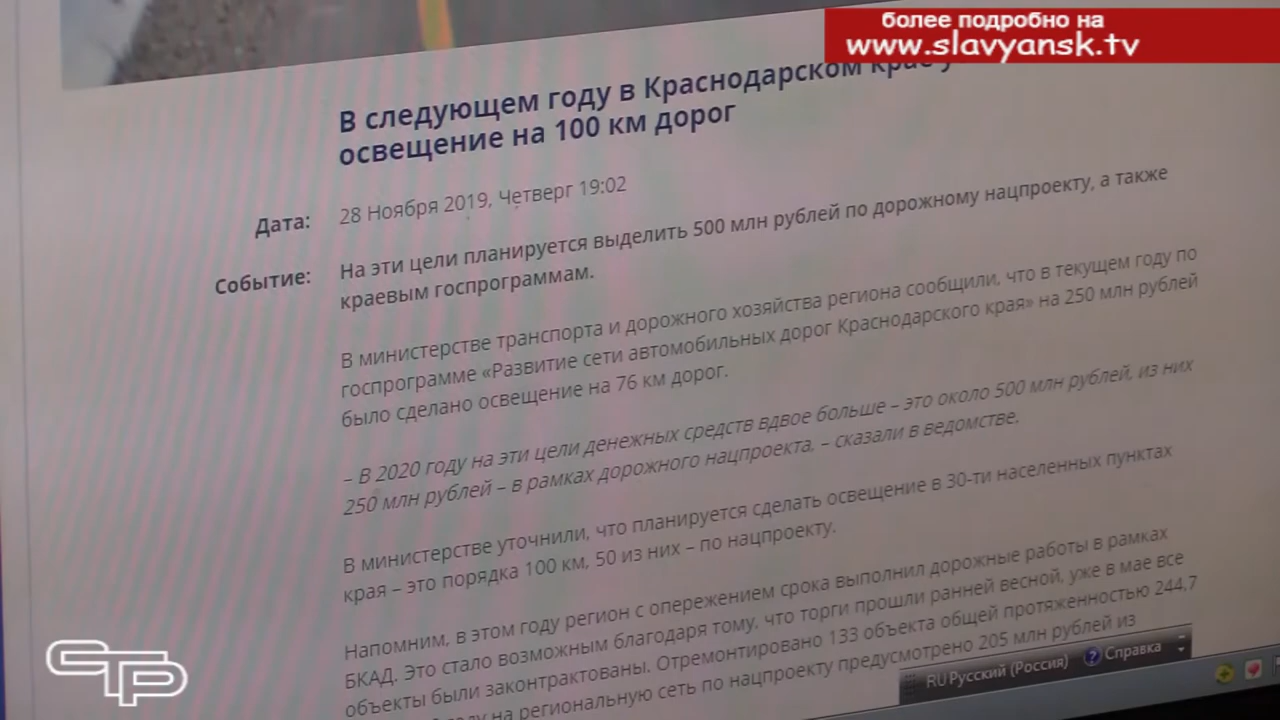 более подробно на
www.slavyansk.tv
В следующем году в Краснодарском крае у
освещение на 100 км дорог
Дата:
28 Ноября 2019, Четверг 19:02
Событие:
На эти цели планируется выделить 500 млн рублей по дорожному нацпроекту, а также
краевым госпрограммам.
В министерстве транспорта и дорожного хозяйства региона сообщили, что в текущем году по
госпрограмме «Развитие сети автомобильных дорог Краснодарского края» на 250 млн рублей
было сделано освещение на 76 км дорог.
– В 2020 году на эти цели денежных средств вдвое больше – это около 500 млн рублей, из них
250 млн рублей – в рамках дорожного нацпроекта, – сказали в ведомстве.
В министерстве уточнили, что планируется сделать освещение в 30-ти населенных пунктах
края – это порядка 100 км, 50 из них – по нацпроекту.
Напомним, в этом году регион с опережением срока выполнил дорожные работы в рамках
БКАД. Это стало возможным благодаря тому, что торги прошли ранней весной, уже в мае все
объекты были законтрактованы. Отремонтировано 133 объекта общей протяженностью 244,7
году на региональную сеть по нацпроекту предусмотрено 205 млн рублей из
RU Русский (Россия)
? Справка
СТР